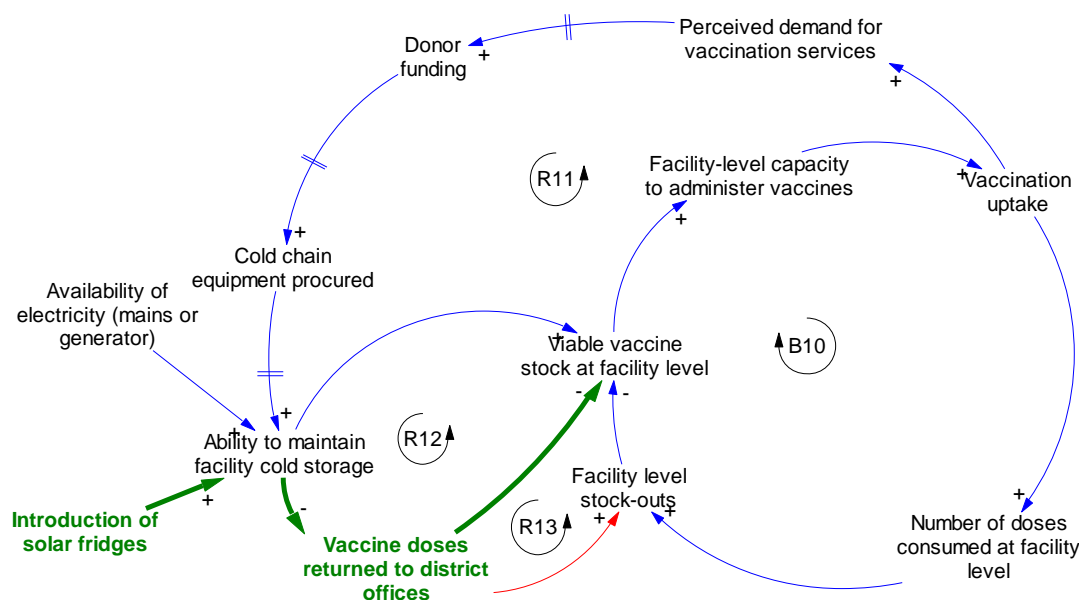 Donor
funding
+
Perceived demand for
vaccination services
+
R11
Facility-level capacity
to administer vaccines
+
+
Vaccination
uptake
+
Cold chain
equipment procured
Availability of
electricity (mains or
generator)
+
Viable vaccine
stock at facility level
-
-
B10
+
+
Ability to maintain
facility cold storage
+
-
R12
Facility level
stock-outs
+
+
R13
Introduction of
solar fridges
Vaccine doses
returned to district
offices
+
Number of doses
consumed at facility
level